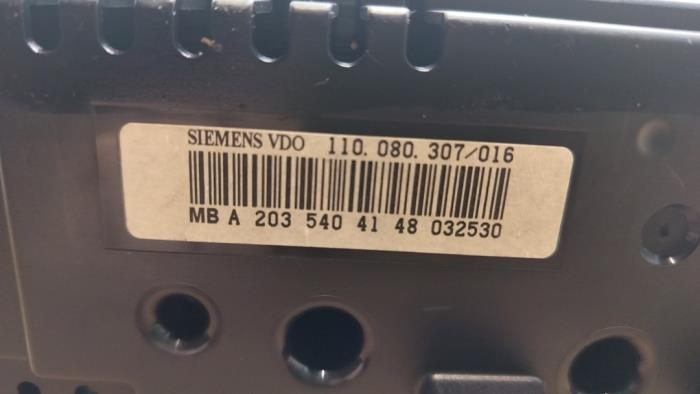 SIEMENS VDO 110.080.307/016
MB A 203 540 41 48 032530